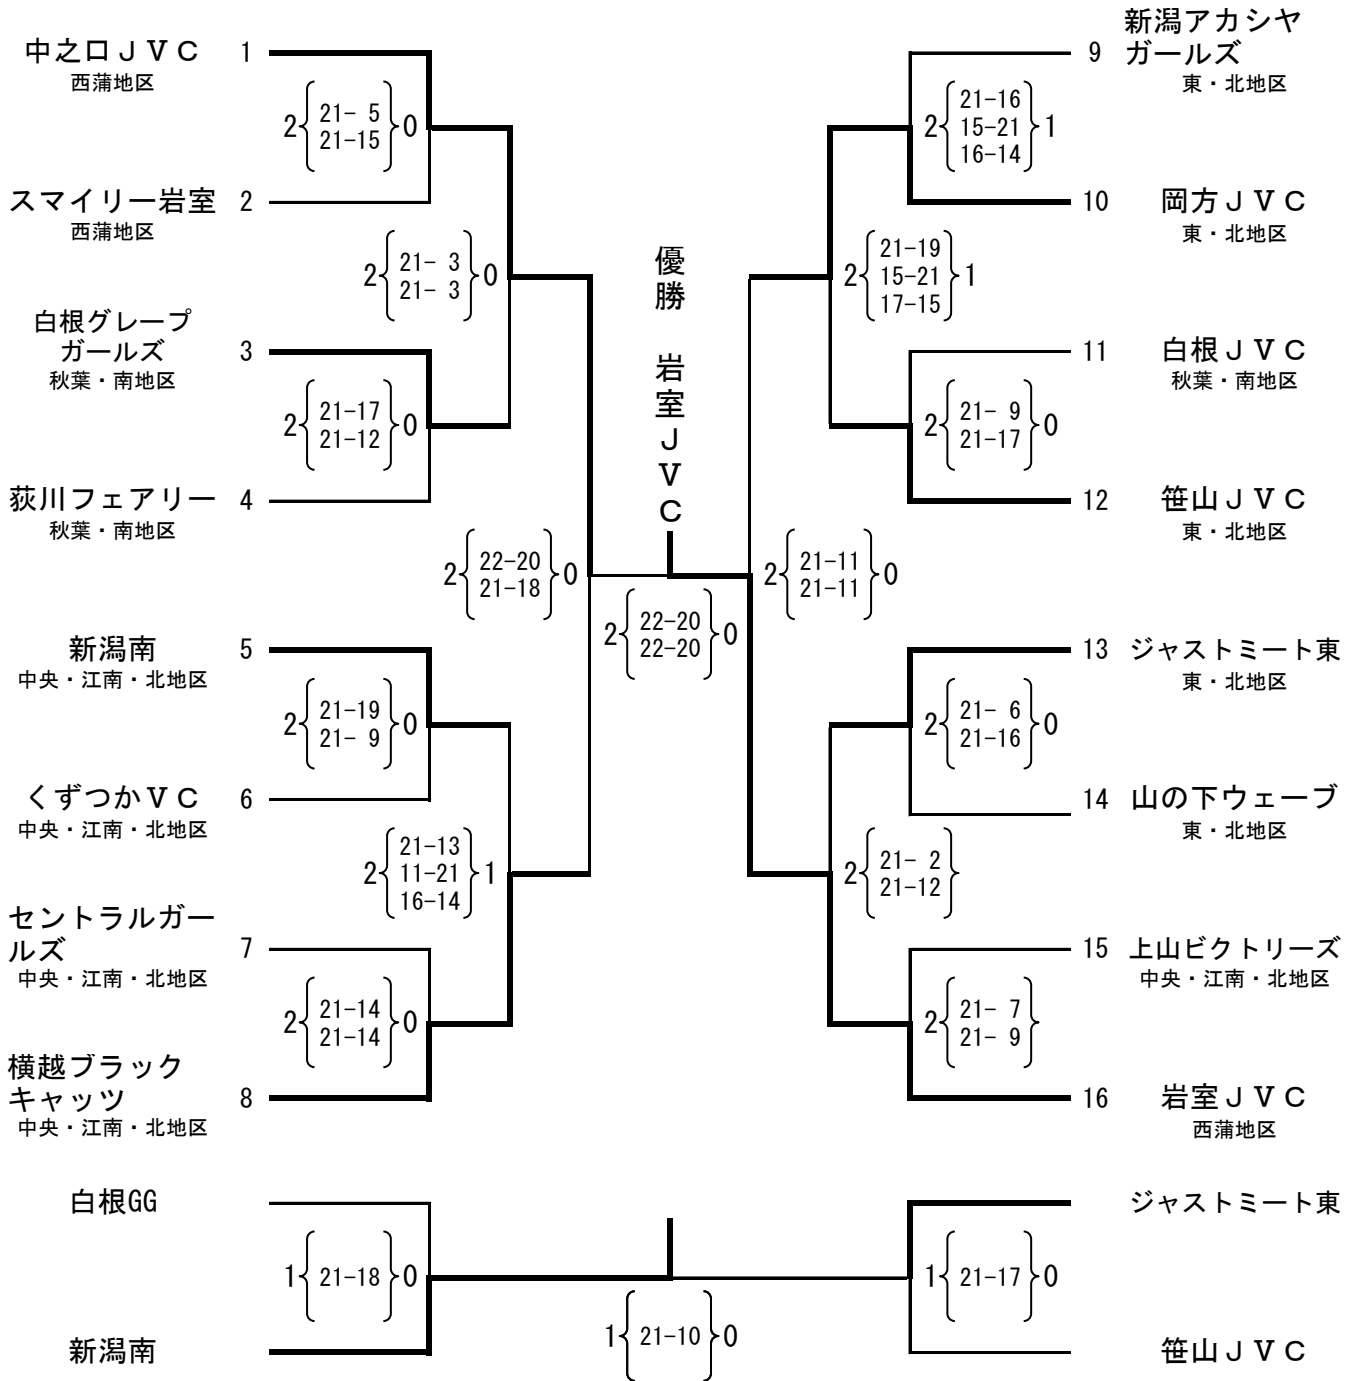 中之口ＪＶＣ 1
西蒲地区
2 21- 5 0
21-15
スマイリー岩室 2
西蒲地区
2 21- 3 0
21- 3
白根グレープ
ガールズ 3
秋葉・南地区
2 21-17 0
21-12
荻川フェアリー 4
秋葉・南地区
2 22-20 0
21-18
新潟南 5
中央・江南・北地区
2 21-19 0
21- 9
くずつかＶＣ 6
中央・江南・北地区
2 21-13 1
11-21
16-14
セントラルガー
ルズ 7
中央・江南・北地区
2 21-14 0
21-14
横越ブラック
キャッツ 8
中央・江南・北地区
優勝 岩室ＪＶＣ
2 22-20 0
22-20
新潟アカシヤ
9 ガールズ
東・北地区
2 21-16 1
15-21
16-14
10 岡方ＪＶＣ
東・北地区
2 21-19 1
15-21
17-15
11 白根ＪＶＣ
秋葉・南地区
2 21- 9 0
21-17
12 笹山ＪＶＣ
東・北地区
2 21-11 0
21-11
13 ジャストミート東
東・北地区
2 21- 6 0
21-16
14 山の下ウェーブ
東・北地区
2 21- 2
21-12
15 上山ビクトリーズ
中央・江南・北地区
2 21- 7
21- 9
16 岩室ＪＶＣ
西蒲地区
白根GG
1 21-18 0
新潟南
1 21-10 0
ジャストミート東
1 21-17 0
笹山ＪＶＣ